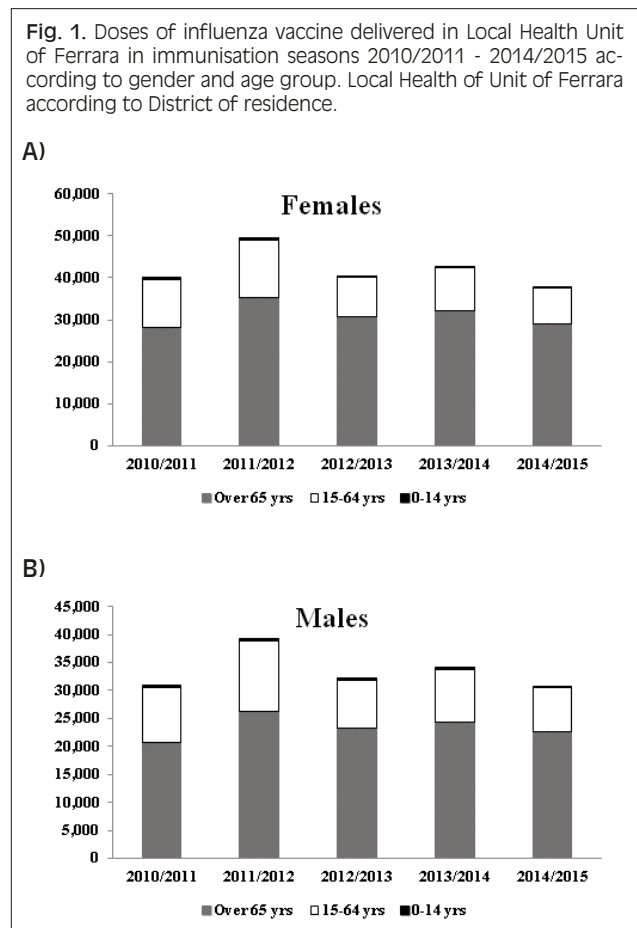 Fig. 1. Doses of influenza vaccine delivered in Local Health Unit
of Ferrara in immunisation seasons 2010/2011 - 2014/2015 ac-
cording to gender and age group. Local Health of Unit of Ferrara
according to District of residence.
A)
Females
60,000
50,000
40,000
30,000
20,000
10,000
0
2010/2011 2011/2012 2012/2013 2013/2014 2014/2015
Over 65 yrs 15-64 yrs 0-14 yrs
B)
Males
45,000
40,000
35,000
30,000
25,000
20,000
15,000
10,000
5,000
0
2010/2011 2011/2012 2012/2013 2013/2014 2014/2015
Over 65 yrs 15-64 yrs 0-14 yrs